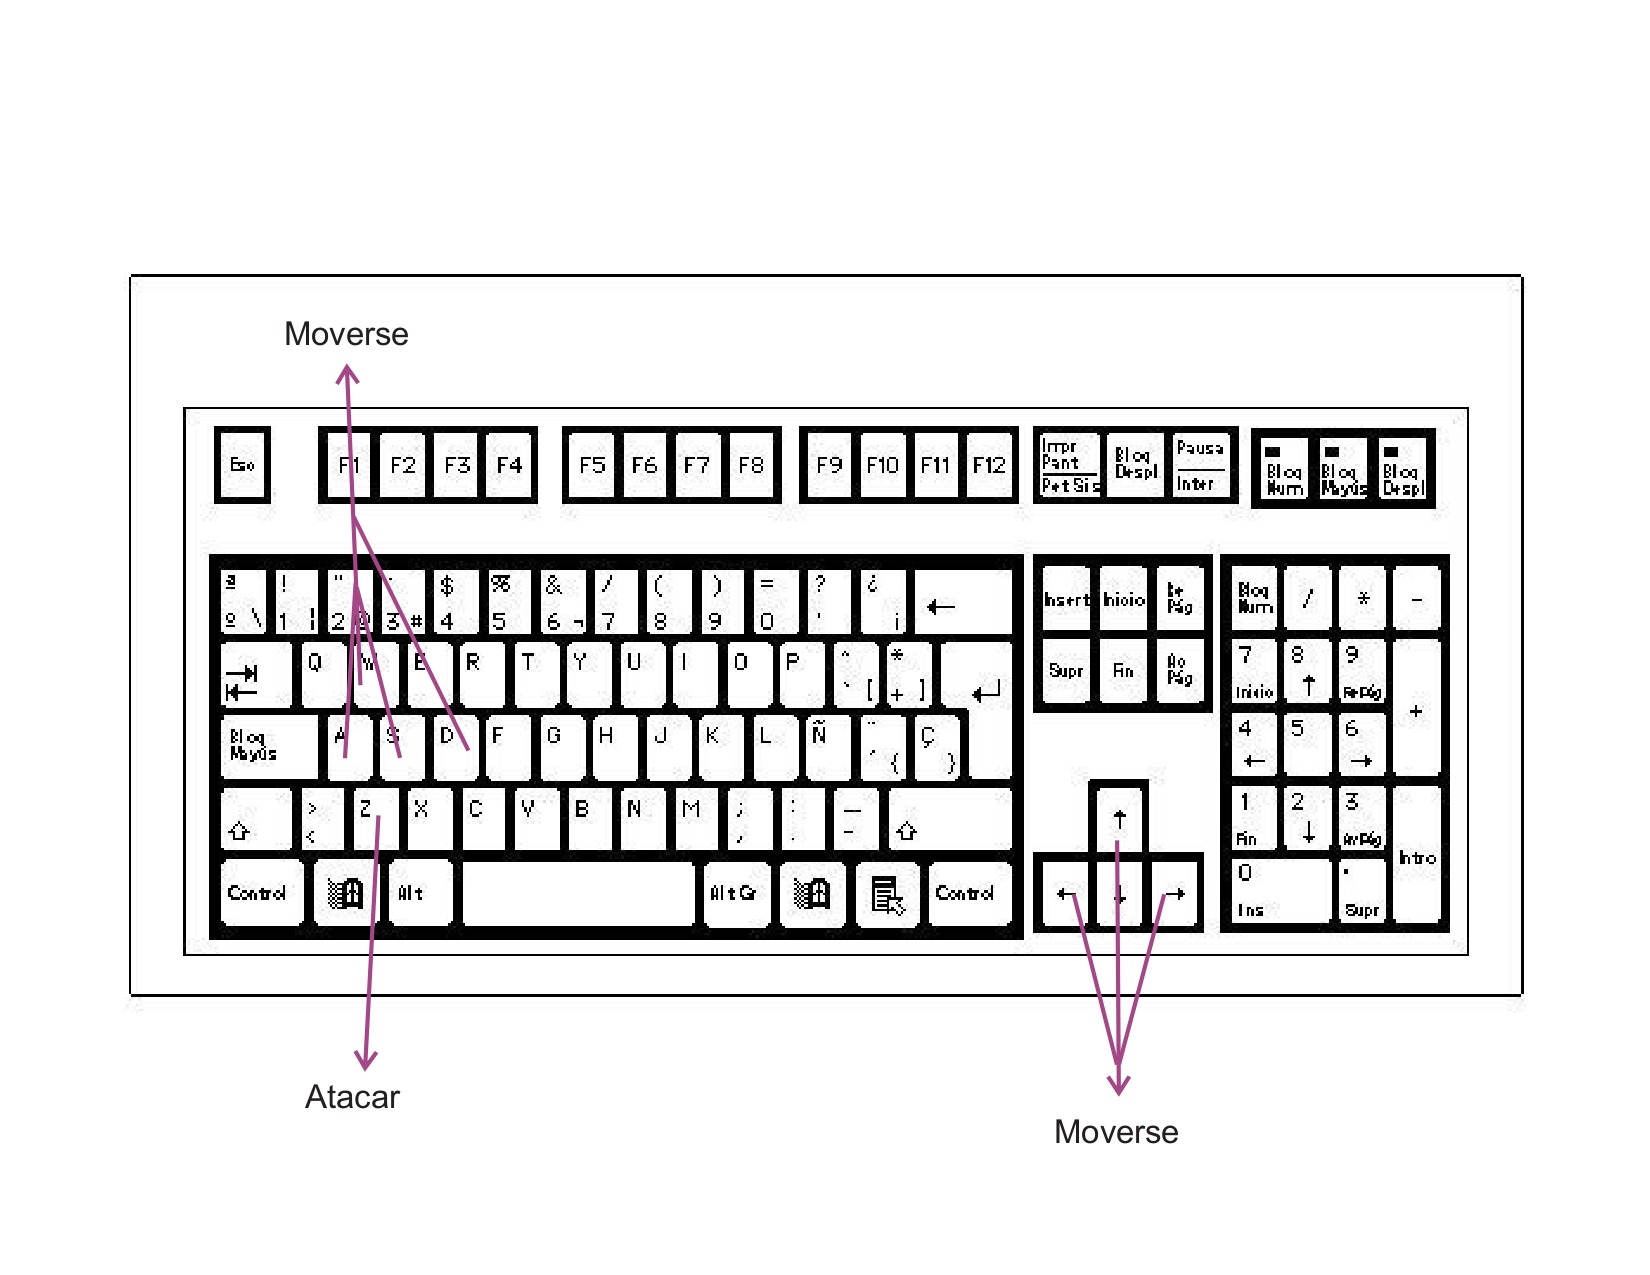 Moverse
Esc F1 F2 F3 F4 F5 F6 F7 F8 F9 F10 F11 F12 Impr Pant Pet Sis Bloq Despl Pausa Inter Bloq Num Bloq Mayús Bloq Despl
ª ! " · $ % & / ( ) = ? ¿ ←
º \ 1 | 2 @ 3 # 4 5 6 ¬ 7 8 9 0 ' ¡
Insert Inicio Re Pág Bloq Num / * -
Q W E R T Y U I O P ^ ` [ * + ]
Supr Fin Av Pág 7 Inicio 8 ↑ 9 Re Pág +
Bloq Mayús A S D F G H J K L Ñ ¨ ´ { Ç }
4 ← 5 6 →
> < Z X C V B N M ; , : . _ -
↑ 1 Fin 2 ↓ 3 Av Pág Intro
Control Alt Alt Gr Control
← ↓ → 0 Ins . Supr
Atacar
Moverse